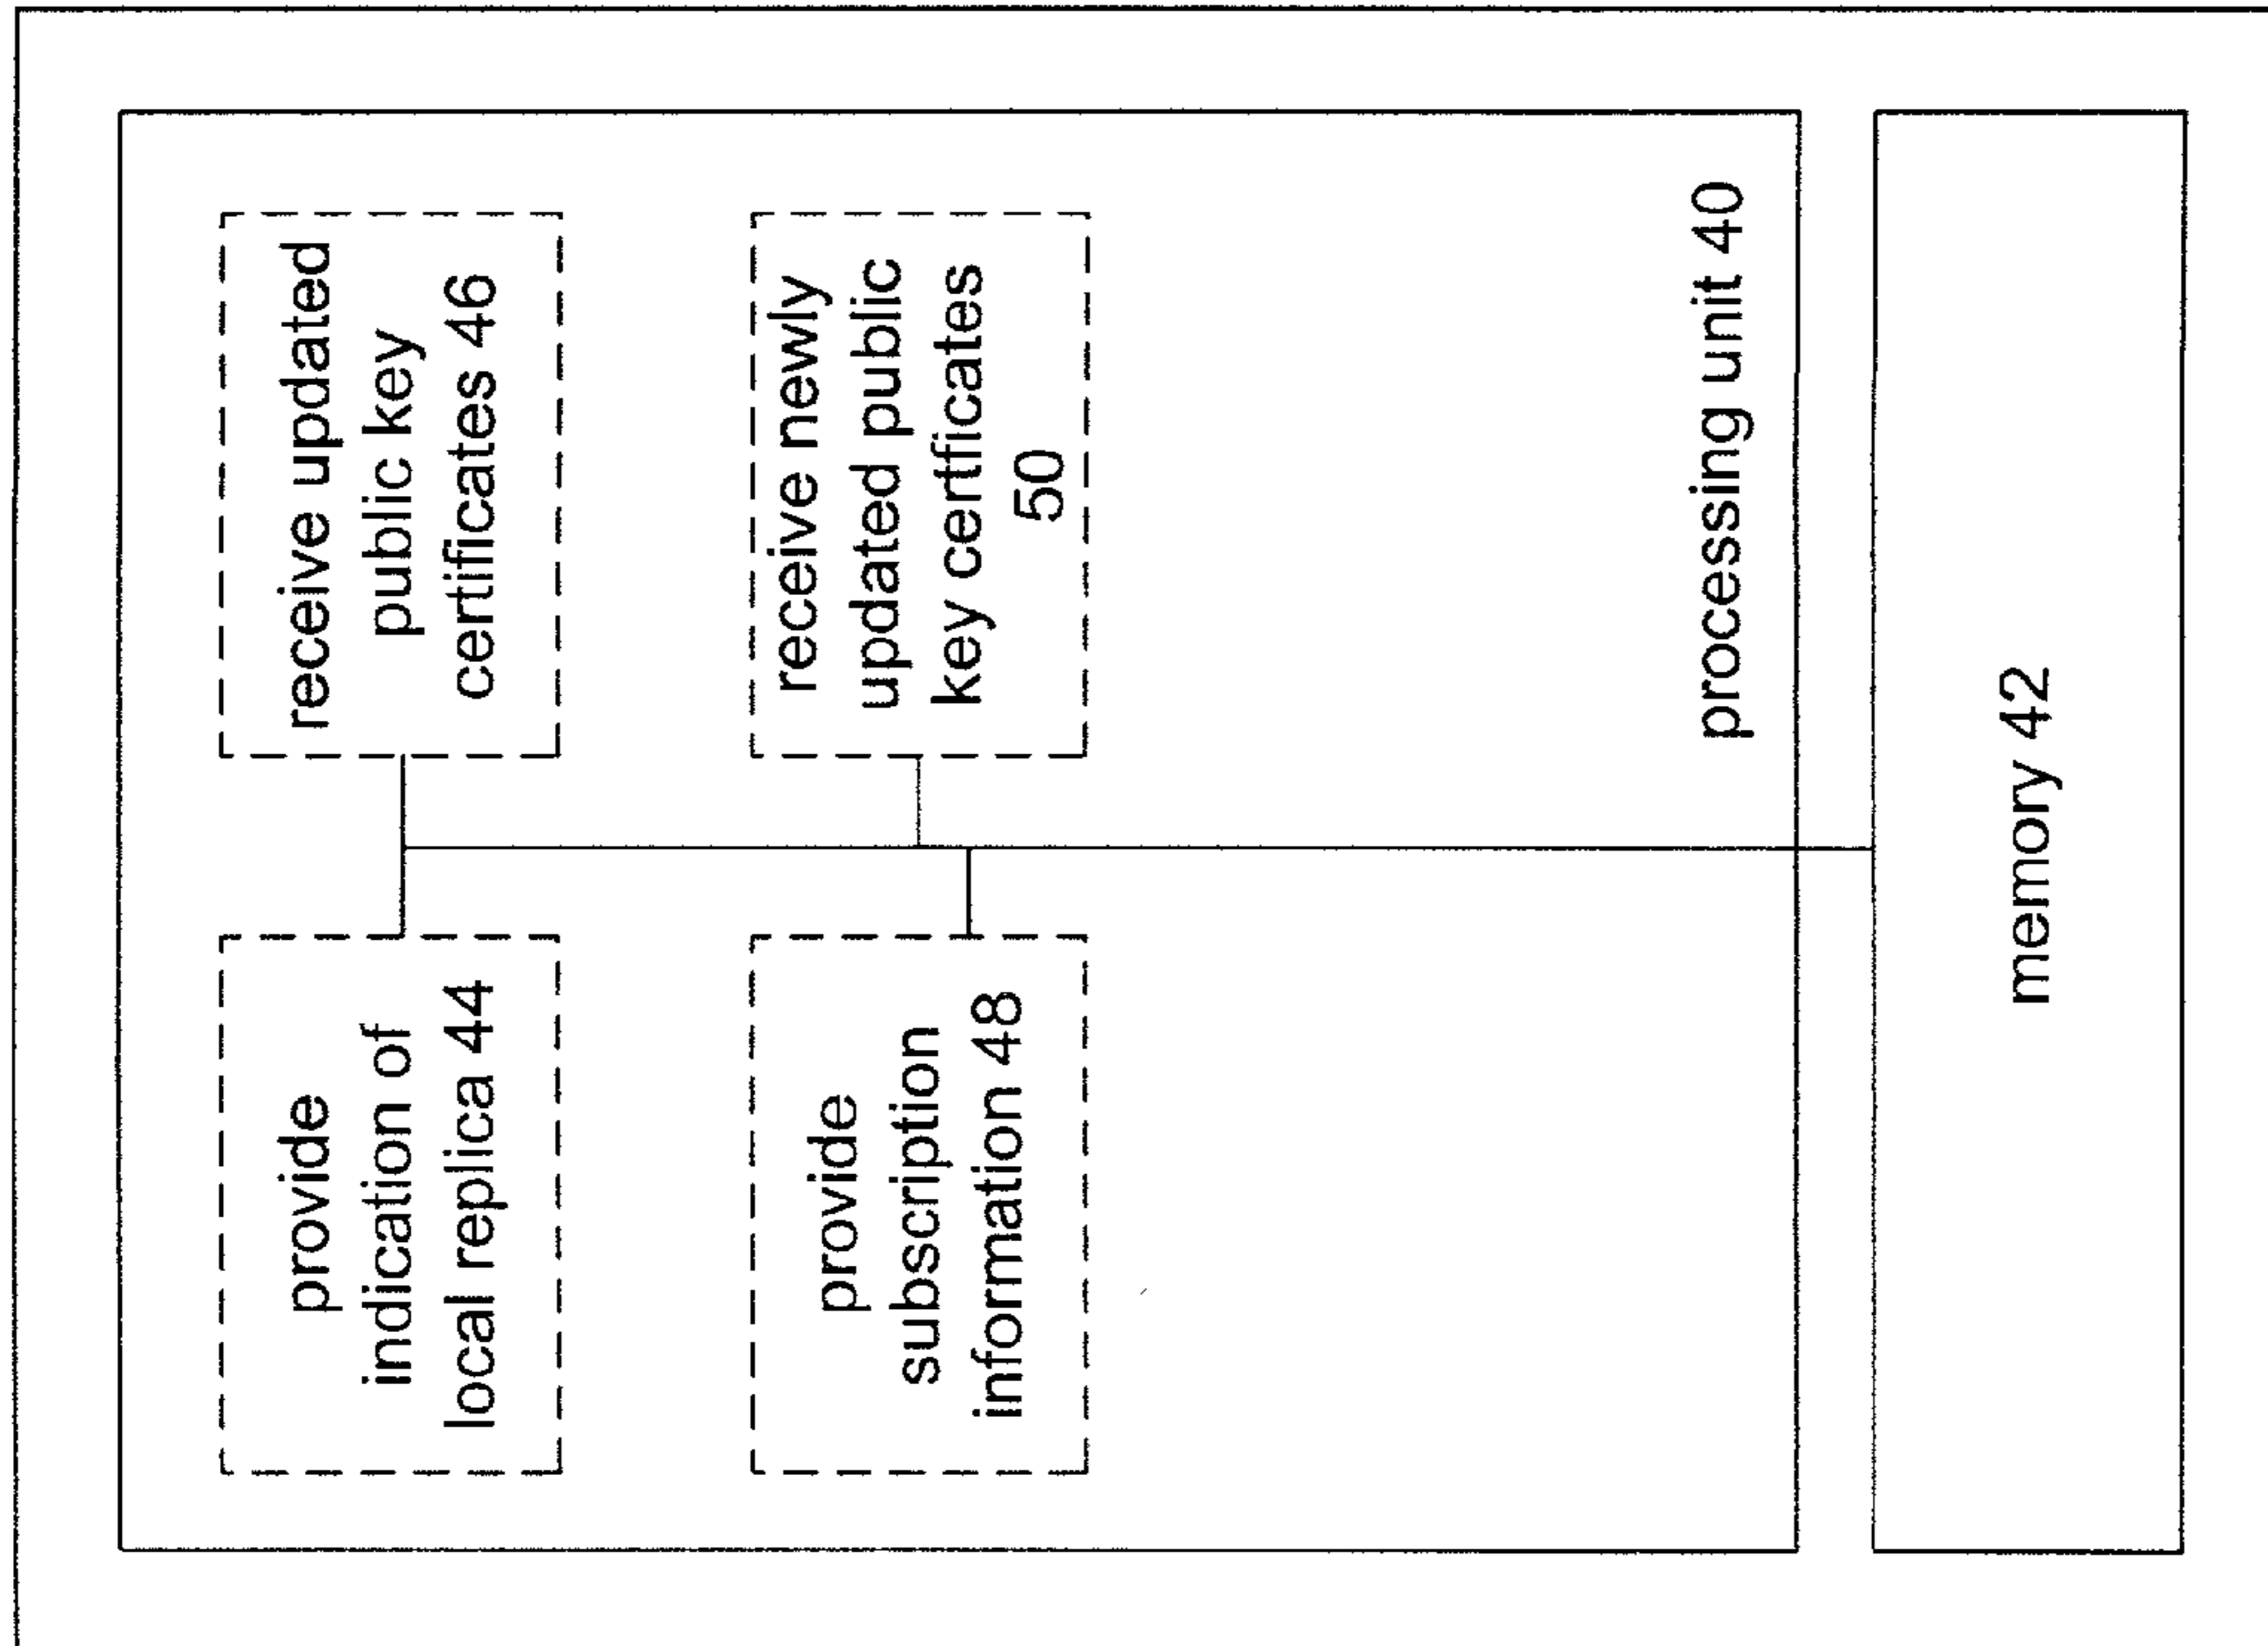 provide
indication of
local replica 44
receive updated
public key
certificates 46
provide
subscription
information 48
receive newly
updated public
key certficates
50
processing unit 40
memory 42